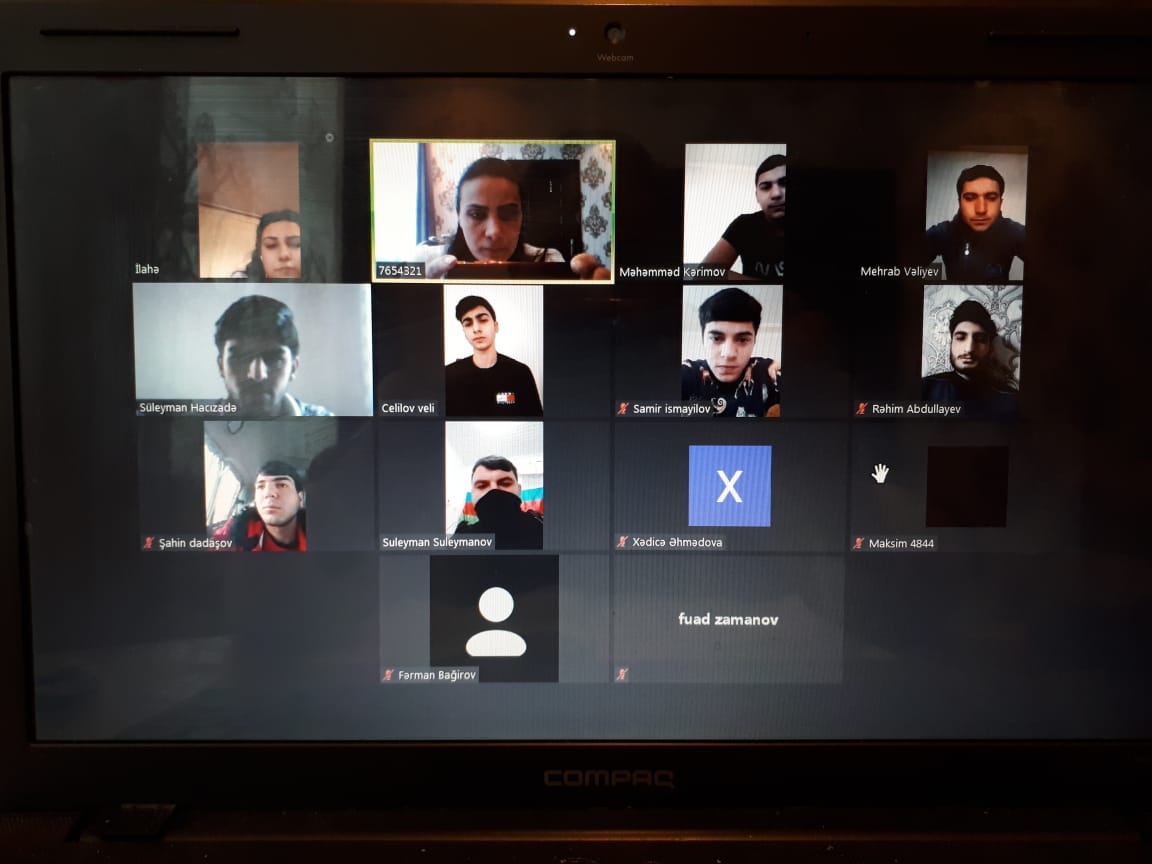 Webcam
İlahə
7654321
Məhəmməd Kərimov
Mehrab Vəliyev
Süleyman Hacızadə
Celilov veli
Samir ismayilov
Rəhim Abdullayev
Şahin dadaşov
Suleyman Suleymanov
X
Xədicə Əhmədova
Maksim 4844
Fərman Bağirov
fuad zamanov
COMPAQ